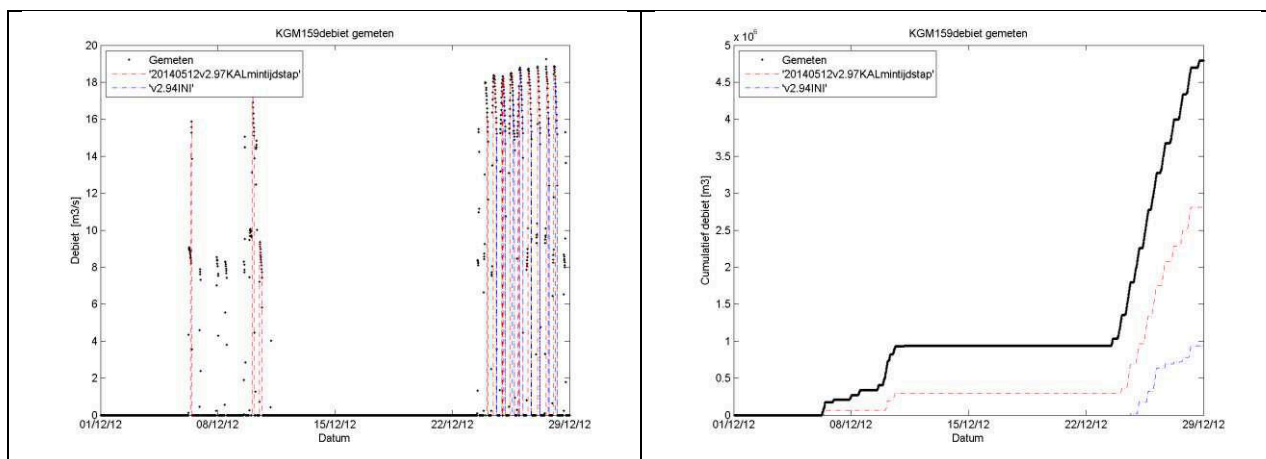 KGM159debiet gemeten
Gemeten
'20140512v2.97KALmintijdstap'
'v2.94INI'
Debiet [m3/s]
20
18
16
14
12
10
8
6
4
2
0
01/12/12 08/12/12 15/12/12 22/12/12 29/12/12
Datum
KGM159debiet gemeten
x 10⁶
Gemeten
'20140512v2.97KALmintijdstap'
'v2.94INI'
Cumulatief debiet [m3]
5
4.5
4
3.5
3
2.5
2
1.5
1
0.5
0
01/12/12 08/12/12 15/12/12 22/12/12 29/12/12
Datum